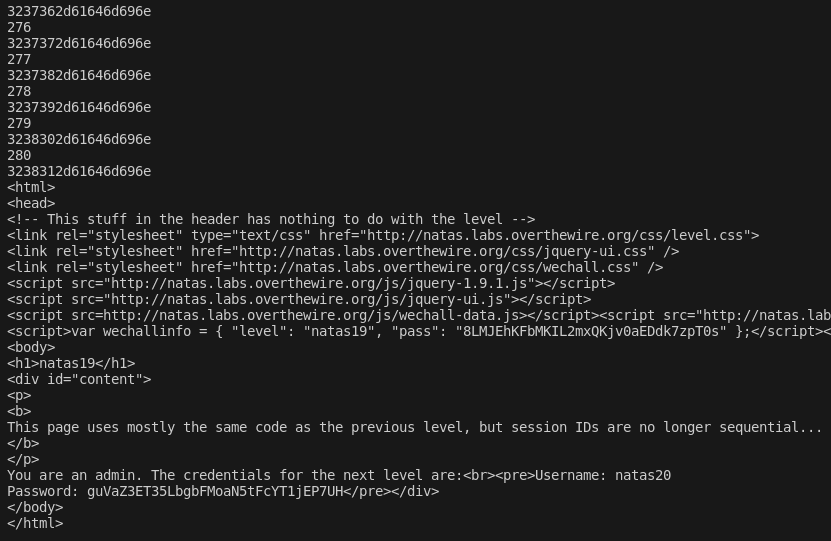 3237362d61646d696e
276
3237372d61646d696e
277
3237382d61646d696e
278
3237392d61646d696e
279
3238302d61646d696e
280
3238312d61646d696e
<html>
<head>
<!-- This stuff in the header has nothing to do with the level -->
<link rel="stylesheet" type="text/css" href="http://natas.labs.overthewire.org/css/level.css">
<link rel="stylesheet" href="http://natas.labs.overthewire.org/css/jquery-ui.css" />
<link rel="stylesheet" href="http://natas.labs.overthewire.org/css/wechall.css" />
<script src="http://natas.labs.overthewire.org/js/jquery-1.9.1.js"></script>
<script src="http://natas.labs.overthewire.org/js/jquery-ui.js"></script>
<script src=http://natas.labs.overthewire.org/js/wechall-data.js></script><script src="http://natas.lab
<script>var wechallinfo = { "level": "natas19", "pass": "8LMJEhKFbMKIL2mxQKjv0aEDdk7zpT0s" };</script><
<body>
<h1>natas19</h1>
<div id="content">
<p>
<b>
This page uses mostly the same code as the previous level, but session IDs are no longer sequential...
</b>
</p>
You are an admin. The credentials for the next level are:<br><pre>Username: natas20
Password: guVaZ3ET35LbgbFMoaN5tFcYT1jEP7UH</pre></div>
</body>
</html>